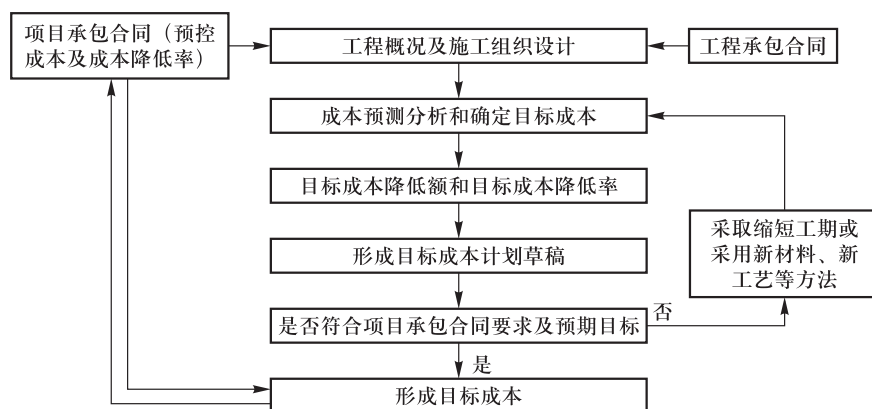 项目承包合同（预控
成本及成本降低率）
工程概况及施工组织设计
工程承包合同
成本预测分析和确定目标成本
目标成本降低额和目标成本降低率
采取缩短工期或
采用新材料、新
工艺等方法
形成目标成本计划草稿
否
是否符合项目承包合同要求及预期目标
是
形成目标成本